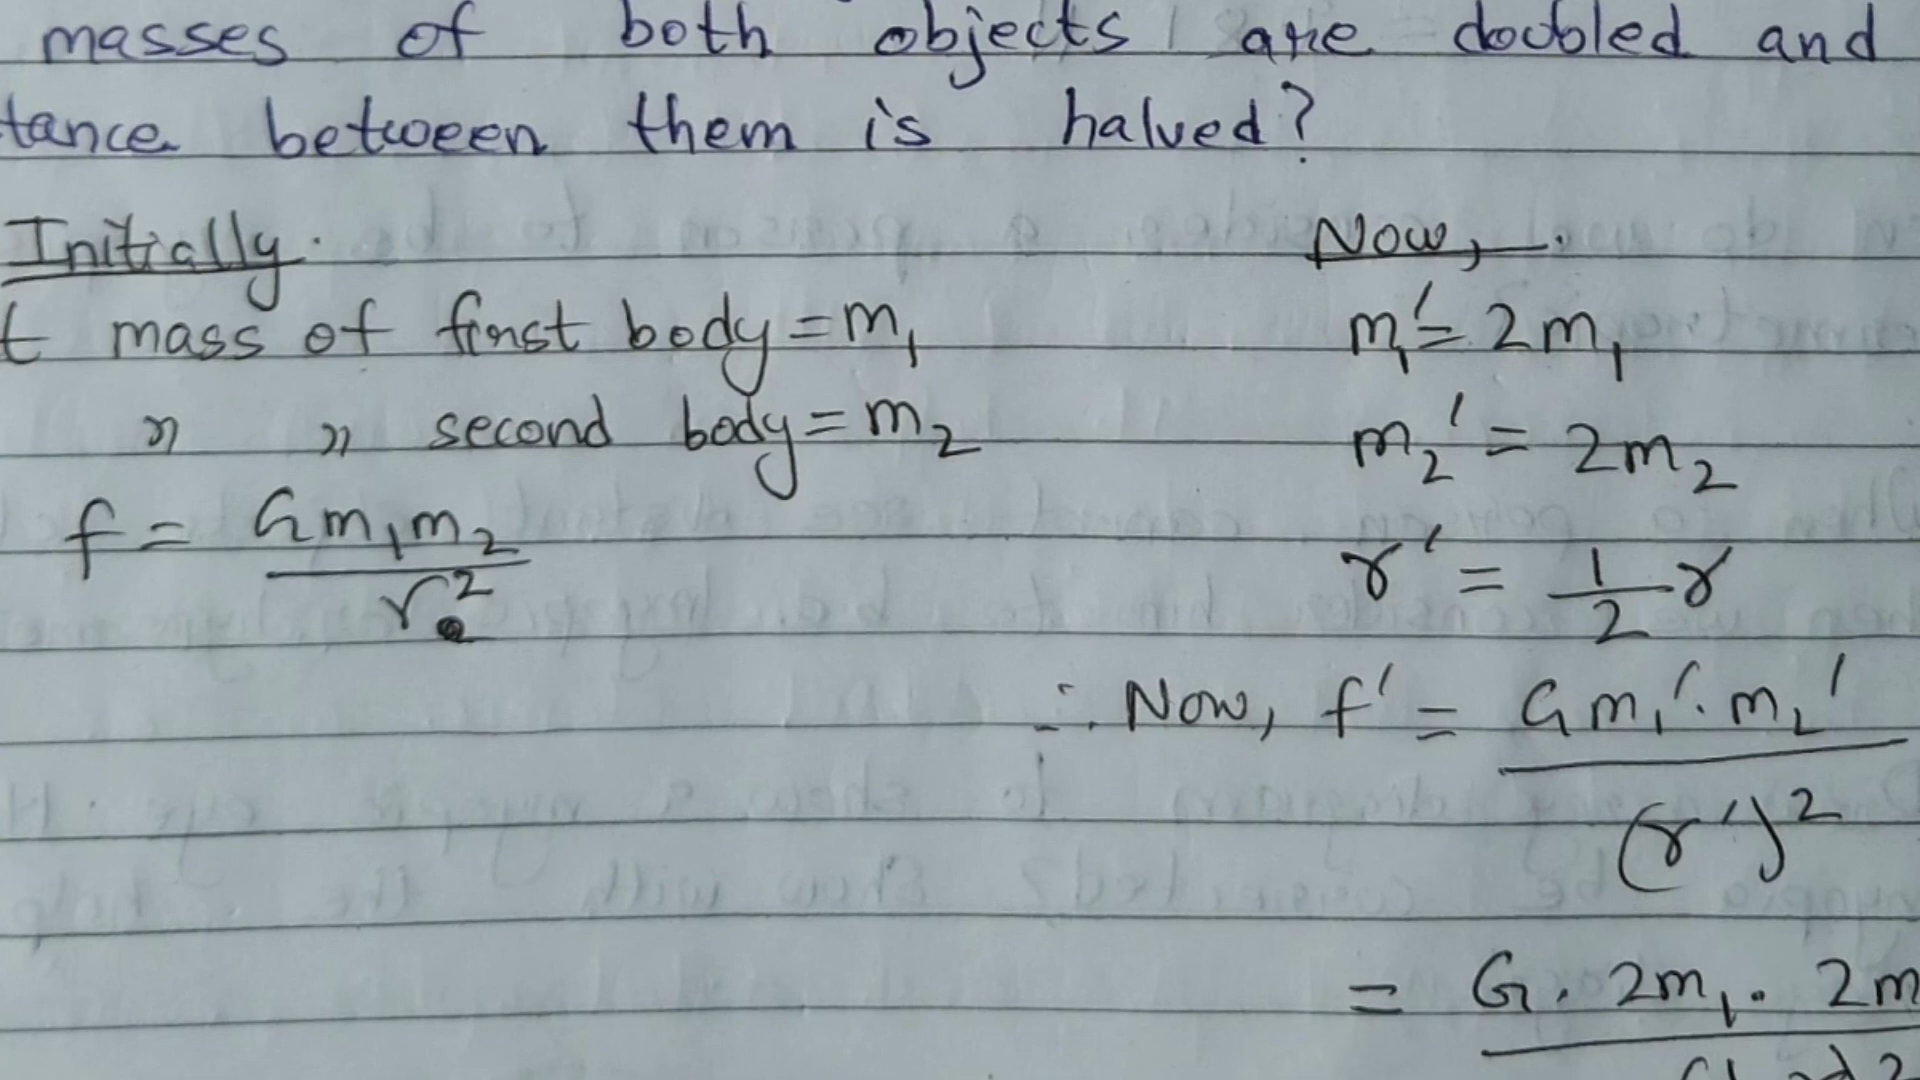 masses of both objects are doubled and
tance between them is halved?
Initially.
t mass of first body = m₁
" " second body = m₂
f = Gm₁m₂ / r²
Now,
m₁' = 2m₁
m₂' = 2m₂
r' = 1/2 r
∴ Now, f' = Gm₁'.m₂' / (r')²
= G. 2m₁. 2m